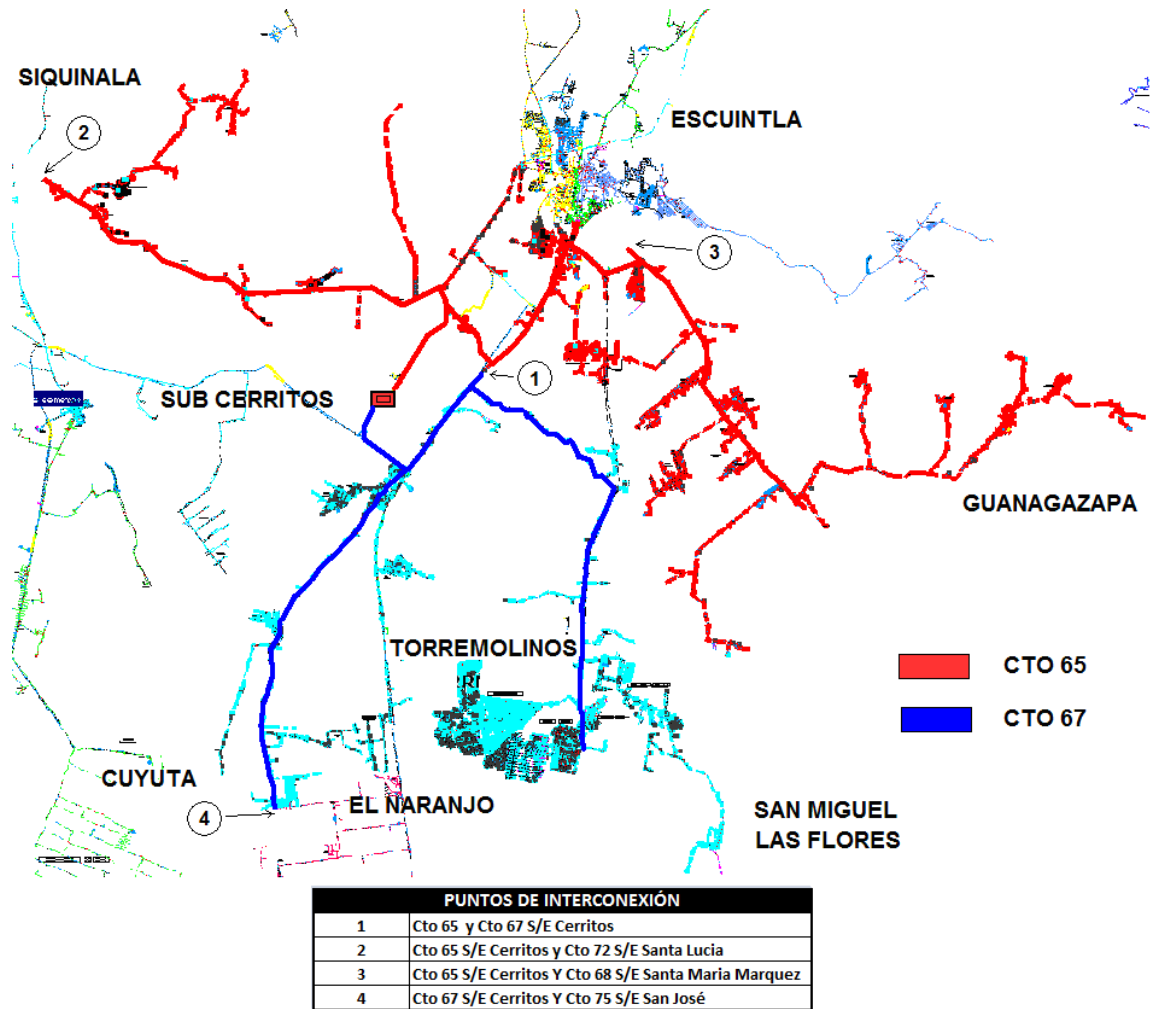 SIQUINALA
2
ESCUINTLA
3
1
SUB CERRITOS
GUANAGAZAPA
TORREMOLINOS
CTO 65
CTO 67
CUYUTA
EL NARANJO
4
SAN MIGUEL
LAS FLORES
PUNTOS DE INTERCONEXIÓN
1 Cto 65 y Cto 67 S/E Cerritos
2 Cto 65 S/E Cerritos y Cto 72 S/E Santa Lucia
3 Cto 65 S/E Cerritos Y Cto 68 S/E Santa Maria Marquez
4 Cto 67 S/E Cerritos Y Cto 75 S/E San José